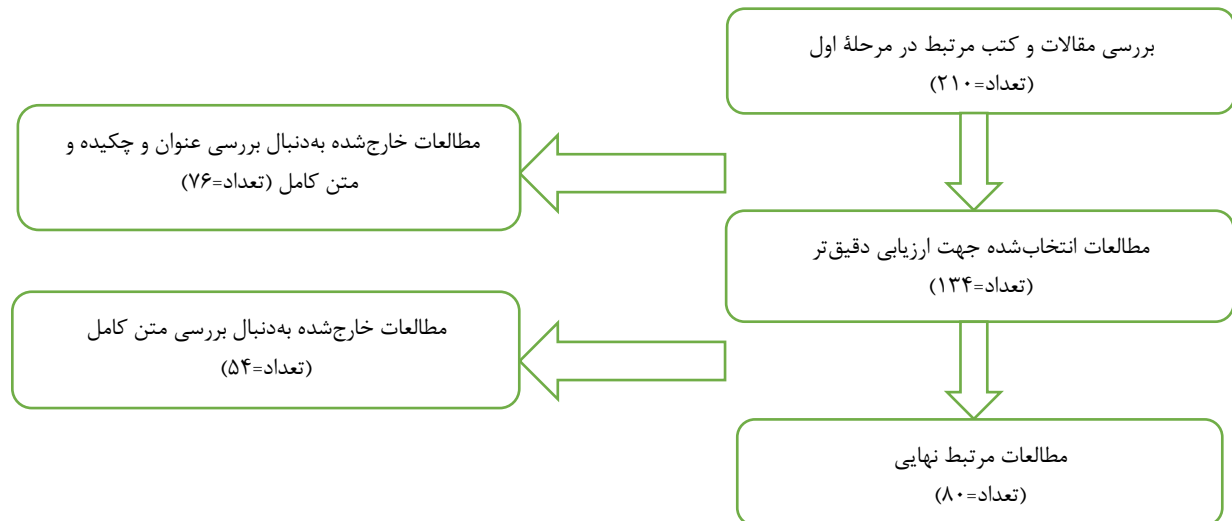 بررسی مقالات و کتب مرتبط در مرحلهٔ اول
(تعداد=۲۱۰)
مطالعات خارج‌شده به‌دنبال بررسی عنوان و چکیده و
متن کامل (تعداد=۷۶)
مطالعات انتخاب‌شده جهت ارزیابی دقیق‌تر
(تعداد=۱۳۴)
مطالعات خارج‌شده به‌دنبال بررسی متن کامل
(تعداد=۵۴)
مطالعات مرتبط نهایی
(تعداد=۸۰)